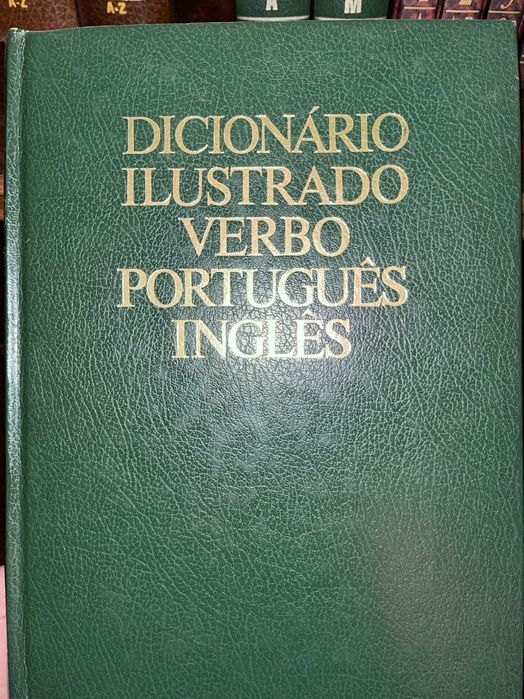 A-Z
A-Z
A
M
DICIONÁRIO
ILUSTRADO
VERBO
PORTUGUÊS
INGLÊS